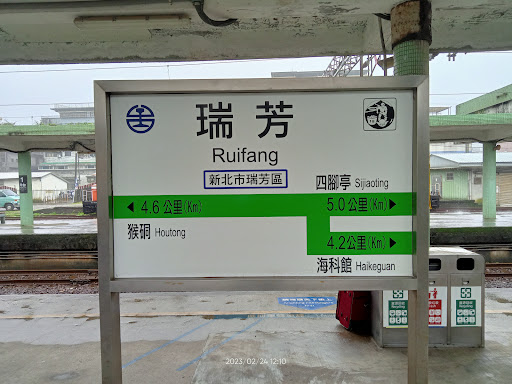 瑞芳
Ruifang
新北市瑞芳區
四腳亭 Sijiaoting
4.6公里(Km)
5.0公里(Km)
猴硐 Houtong
4.2公里(Km)
海科館 Haikeguan
2023/02/24 12:10